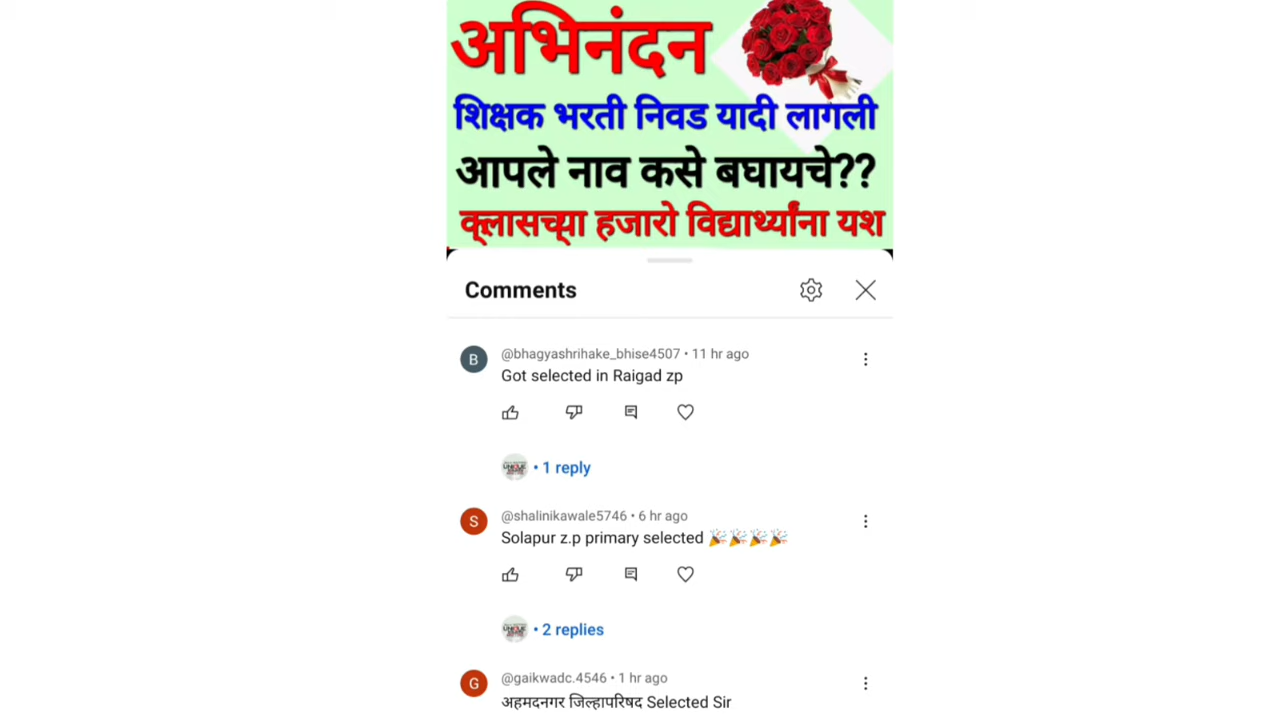 अभिनंदन
शिक्षक भरती निवड यादी लागली
आपले नाव कसे बघायचे??
क्लासच्या हजारो विद्यार्थ्यांना यश
Comments
B
@bhagyashrihake_bhise4507 • 11 hr ago
Got selected in Raigad zp
• 1 reply
S
@shalinikawale5746 • 6 hr ago
Solapur z.p primary selected 🎉🎉🎉🎉
• 2 replies
G
@gaikwadc.4546 • 1 hr ago
अहमदनगर जिल्हापरिषद Selected Sir